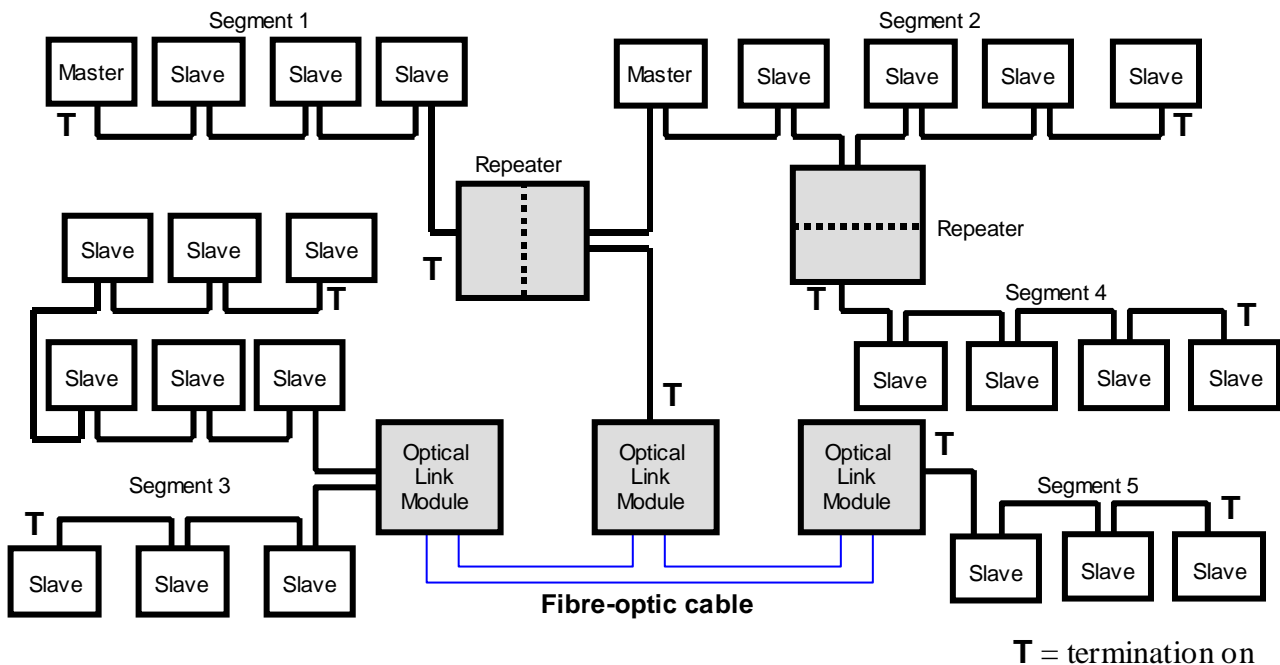 Segment 1
Segment 2
Master Slave Slave Slave
Master Slave Slave Slave Slave
T
T
Repeater
Slave Slave Slave
T
T
Repeater
T
Segment 4
T
Slave Slave Slave
Slave Slave Slave Slave
T
Optical
Link
Module
Optical
Link
Module
Optical
Link
Module
T
Segment 3
Segment 5
T
T
Slave Slave Slave
Slave Slave Slave
Fibre-optic cable
T = termination on